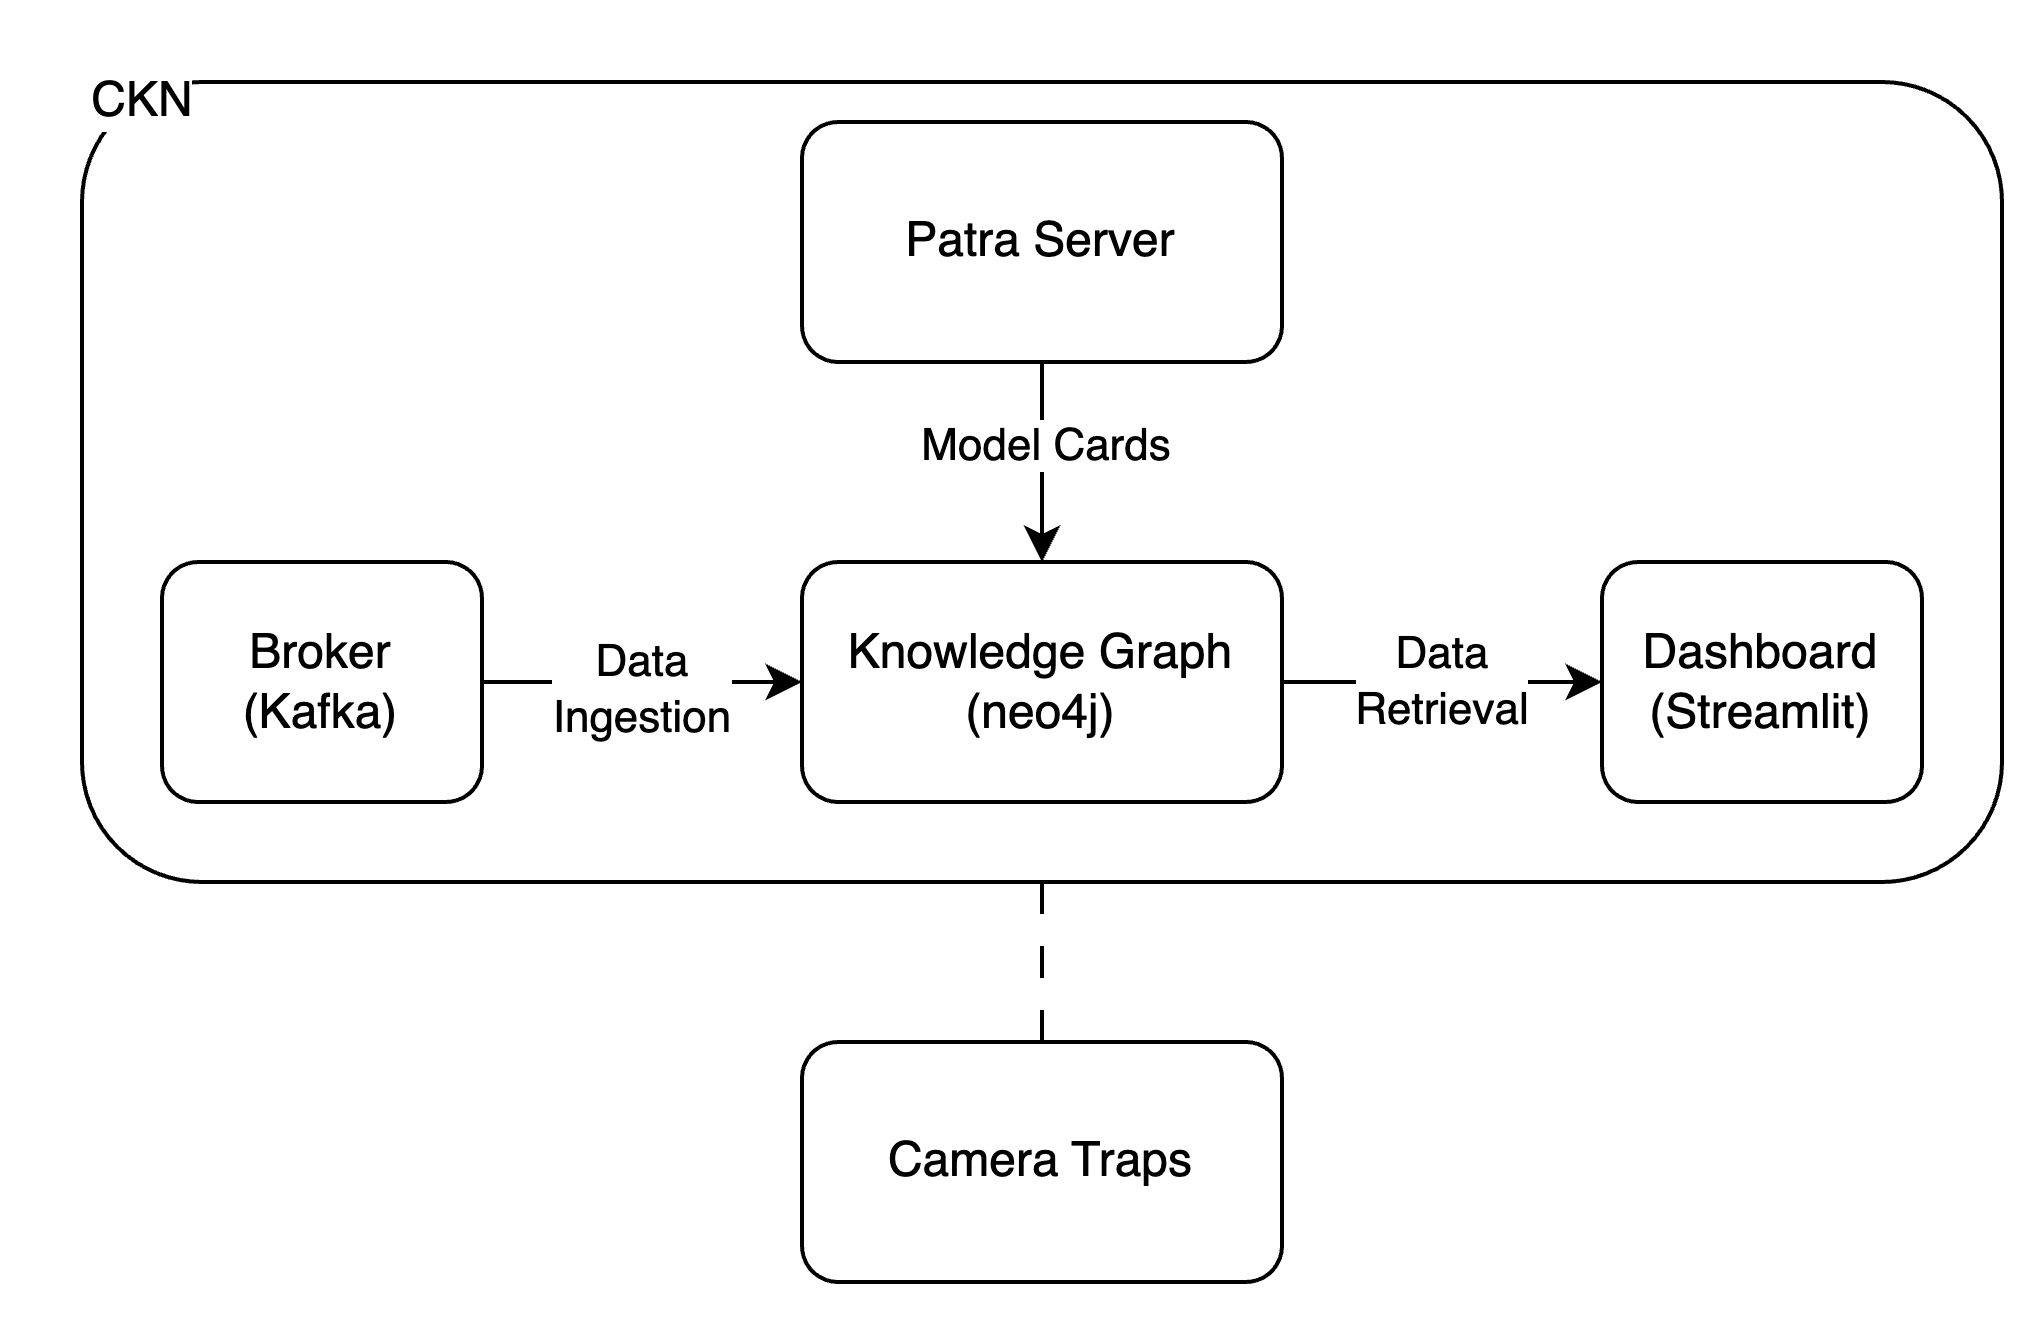 CKN
Patra Server
Model Cards
Broker
(Kafka)
Data
Ingestion
Knowledge Graph
(neo4j)
Data
Retrieval
Dashboard
(Streamlit)
Camera Traps